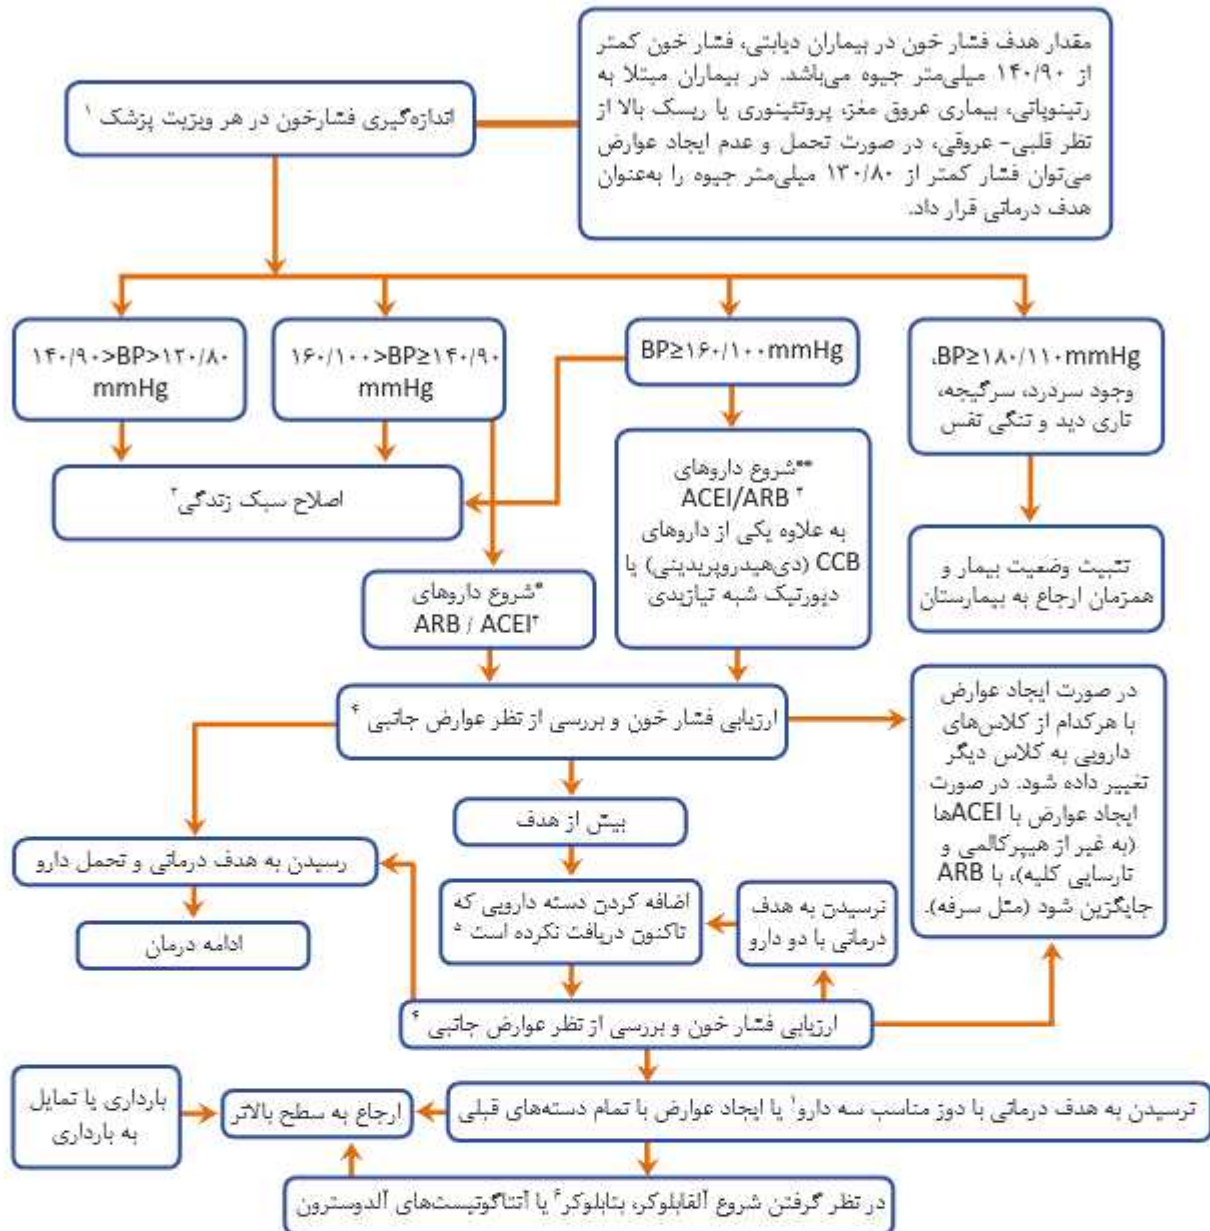 مقدار هدف فشار خون در بیماران دیابتی، فشار خون کمتر
از ۱۴۰/۹۰ میلی‌متر جیوه می‌باشد. در بیماران مبتلا به
رتینوپاتی، بیماری عروق مغز، پروتئینوری یا ریسک بالا از
نظر قلبی- عروقی، در صورت تحمل و عدم ایجاد عوارض
می‌توان فشار کمتر از ۱۳۰/۸۰ میلی‌متر جیوه را به‌عنوان
هدف درمانی قرار داد.
اندازه‌گیری فشارخون در هر ویزیت پزشک ۱
BP≥۱۸۰/۱۱۰mmHg،
وجود سردرد، سرگیجه،
تاری دید و تنگی نفس
BP≥۱۶۰/۱۰۰mmHg
۱۶۰/۱۰۰>BP≥۱۴۰/۹۰
mmHg
۱۴۰/۹۰>BP>۱۳۰/۸۰
mmHg
تثبیت وضعیت بیمار و
همزمان ارجاع به بیمارستان
**شروع داروهای
ACEI/ARB ۳
به علاوه یکی از داروهای
CCB (دی‌هیدروپریدینی) یا
دیورتیک شبه تیازیدی
اصلاح سبک زندگی۲
*شروع داروهای
ARB / ACEI۳
ارزیابی فشار خون و بررسی از نظر عوارض جانبی ۴
در صورت ایجاد عوارض
با هرکدام از کلاس‌های
دارویی به کلاس دیگر
تغییر داده شود. در صورت
ایجاد عوارض با ACEIها
(به غیر از هیپرکالمی و
نارسایی کلیه)، با ARB
جایگزین شود (مثل سرفه).
بیش از هدف
رسیدن به هدف درمانی و تحمل دارو
ادامه درمان
اضافه کردن دسته دارویی که
تاکنون دریافت نکرده است ۵
نرسیدن به هدف
درمانی با دو دارو
ارزیابی فشار خون و بررسی از نظر عوارض جانبی ۴
نرسیدن به هدف درمانی با دوز مناسب سه دارو۱ یا ایجاد عوارض با تمام دسته‌های قبلی
ارجاع به سطح بالاتر
بارداری یا تمایل
به بارداری
در نظر گرفتن شروع آلفابلوکر، بتابلوکر۶ یا آنتاگونیست‌های آلدوسترون